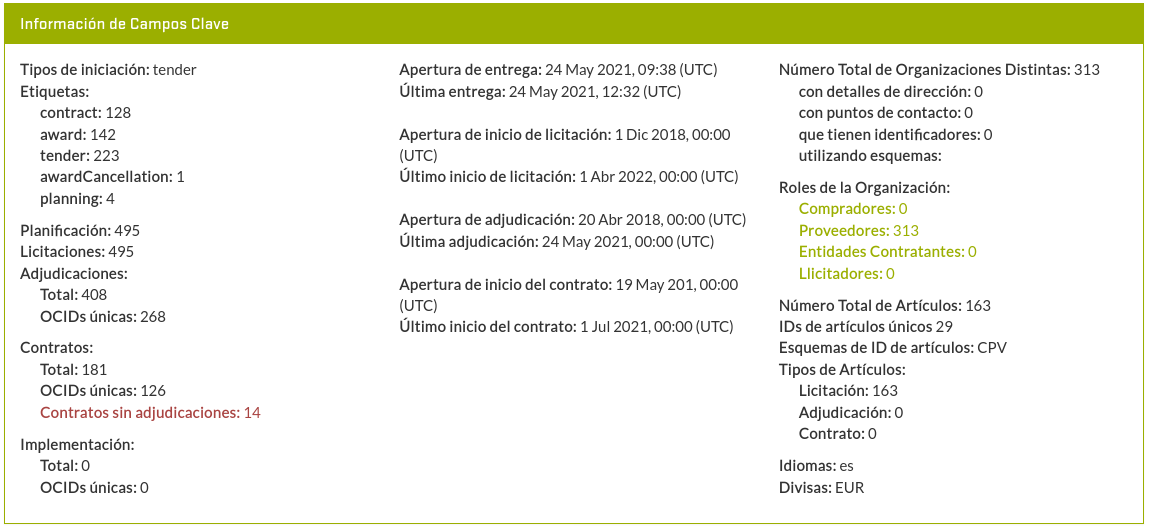 Información de Campos Clave
Tipos de iniciación: tender
Etiquetas:
contract: 128
award: 142
tender: 223
awardCancellation: 1
planning: 4
Planificación: 495
Licitaciones: 495
Adjudicaciones:
Total: 408
OCIDs únicas: 268
Contratos:
Total: 181
OCIDs únicas: 126
Contratos sin adjudicaciones: 14
Implementación:
Total: 0
OCIDs únicas: 0
Apertura de entrega: 24 May 2021, 09:38 (UTC)
Última entrega: 24 May 2021, 12:32 (UTC)
Apertura de inicio de licitación: 1 Dic 2018, 00:00
(UTC)
Último inicio de licitación: 1 Abr 2022, 00:00 (UTC)
Apertura de adjudicación: 20 Abr 2018, 00:00 (UTC)
Última adjudicación: 24 May 2021, 00:00 (UTC)
Apertura de inicio del contrato: 19 May 201, 00:00
(UTC)
Último inicio del contrato: 1 Jul 2021, 00:00 (UTC)
Número Total de Organizaciones Distintas: 313
con detalles de dirección: 0
con puntos de contacto: 0
que tienen identificadores: 0
utilizando esquemas:
Roles de la Organización:
Compradores: 0
Proveedores: 313
Entidades Contratantes: 0
Llicitadores: 0
Número Total de Artículos: 163
IDs de artículos únicos 29
Esquemas de ID de artículos: CPV
Tipos de Artículos:
Licitación: 163
Adjudicación: 0
Contrato: 0
Idiomas: es
Divisas: EUR